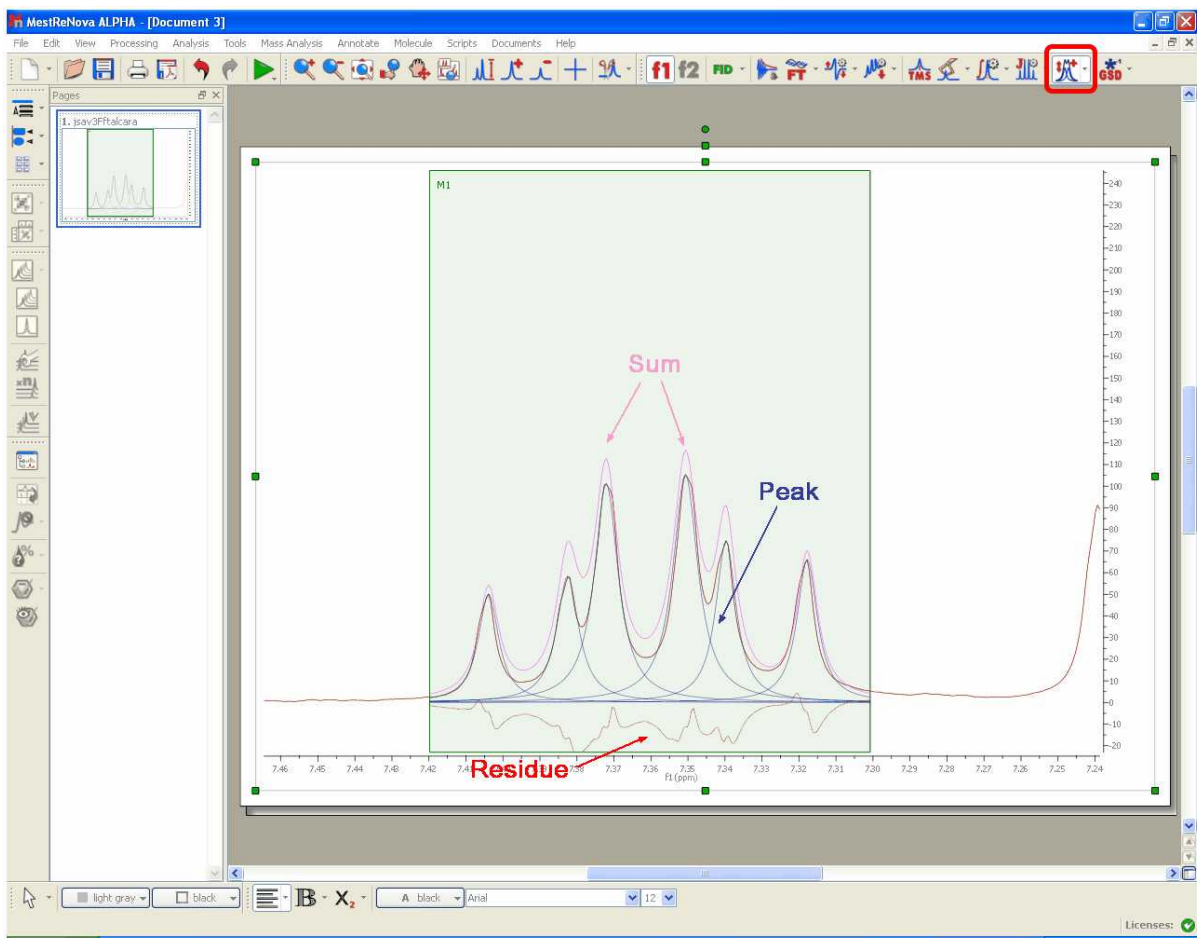 MestReNova ALPHA - [Document 3]
File Edit View Processing Analysis Tools Mass Analysis Annotate Molecule Scripts Documents Help
f1 f2 FID FT TMS GSD
Pages
1. jsav3Fftalcara
M1
240
230
220
210
200
190
180
170
160
150
140
130
120
110
100
90
80
70
60
50
40
30
20
10
0
-10
-20
Sum
Peak
Residue
7.46 7.45 7.44 7.43 7.42 7.41 7.38 7.37 7.36 7.35 7.34 7.33 7.32 7.31 7.30 7.29 7.28 7.27 7.26 7.25 7.24
f1 (ppm)
light gray black B X2 A black Arial 12
Licenses: